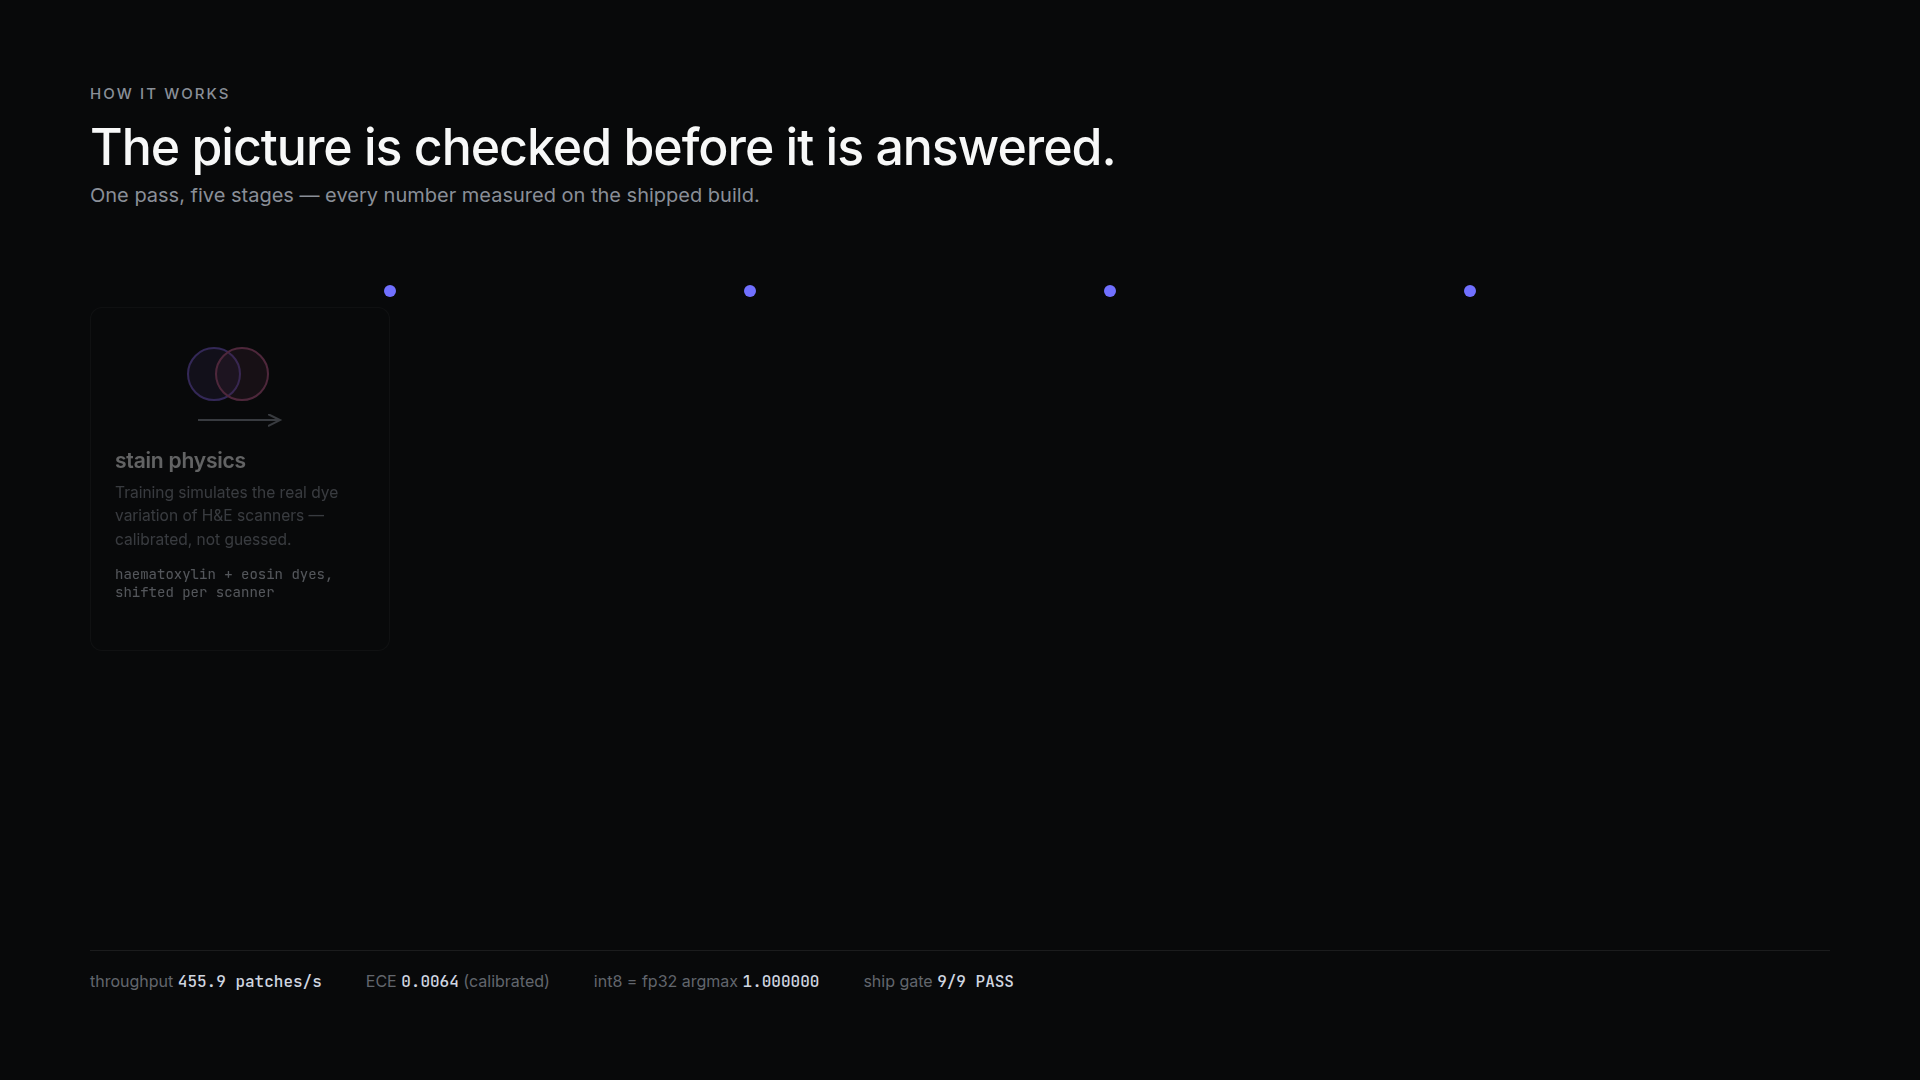 HOW IT WORKS
The picture is checked before it is answered.
One pass, five stages — every number measured on the shipped build.
stain physics
Training simulates the real dye
variation of H&E scanners —
calibrated, not guessed.
haematoxylin + eosin dyes,
shifted per scanner
throughput 455.9 patches/s ECE 0.0064 (calibrated) int8 = fp32 argmax 1.000000 ship gate 9/9 PASS